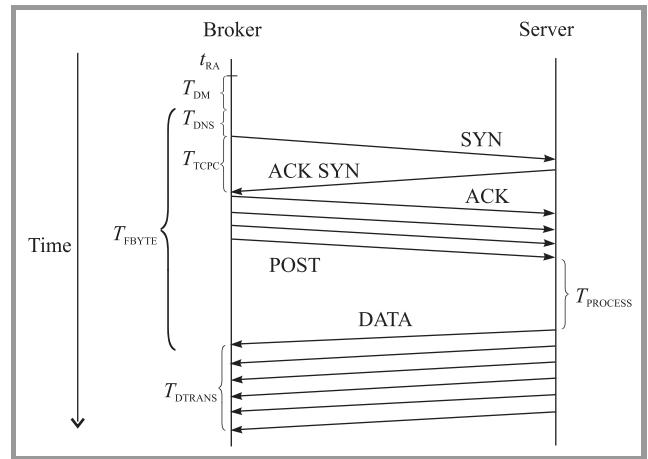 Broker Server
t_RA
T_DM
T_DNS
SYN
T_TCPC
ACK SYN
ACK
T_FBYTE
Time
POST
T_PROCESS
DATA
T_DTRANS